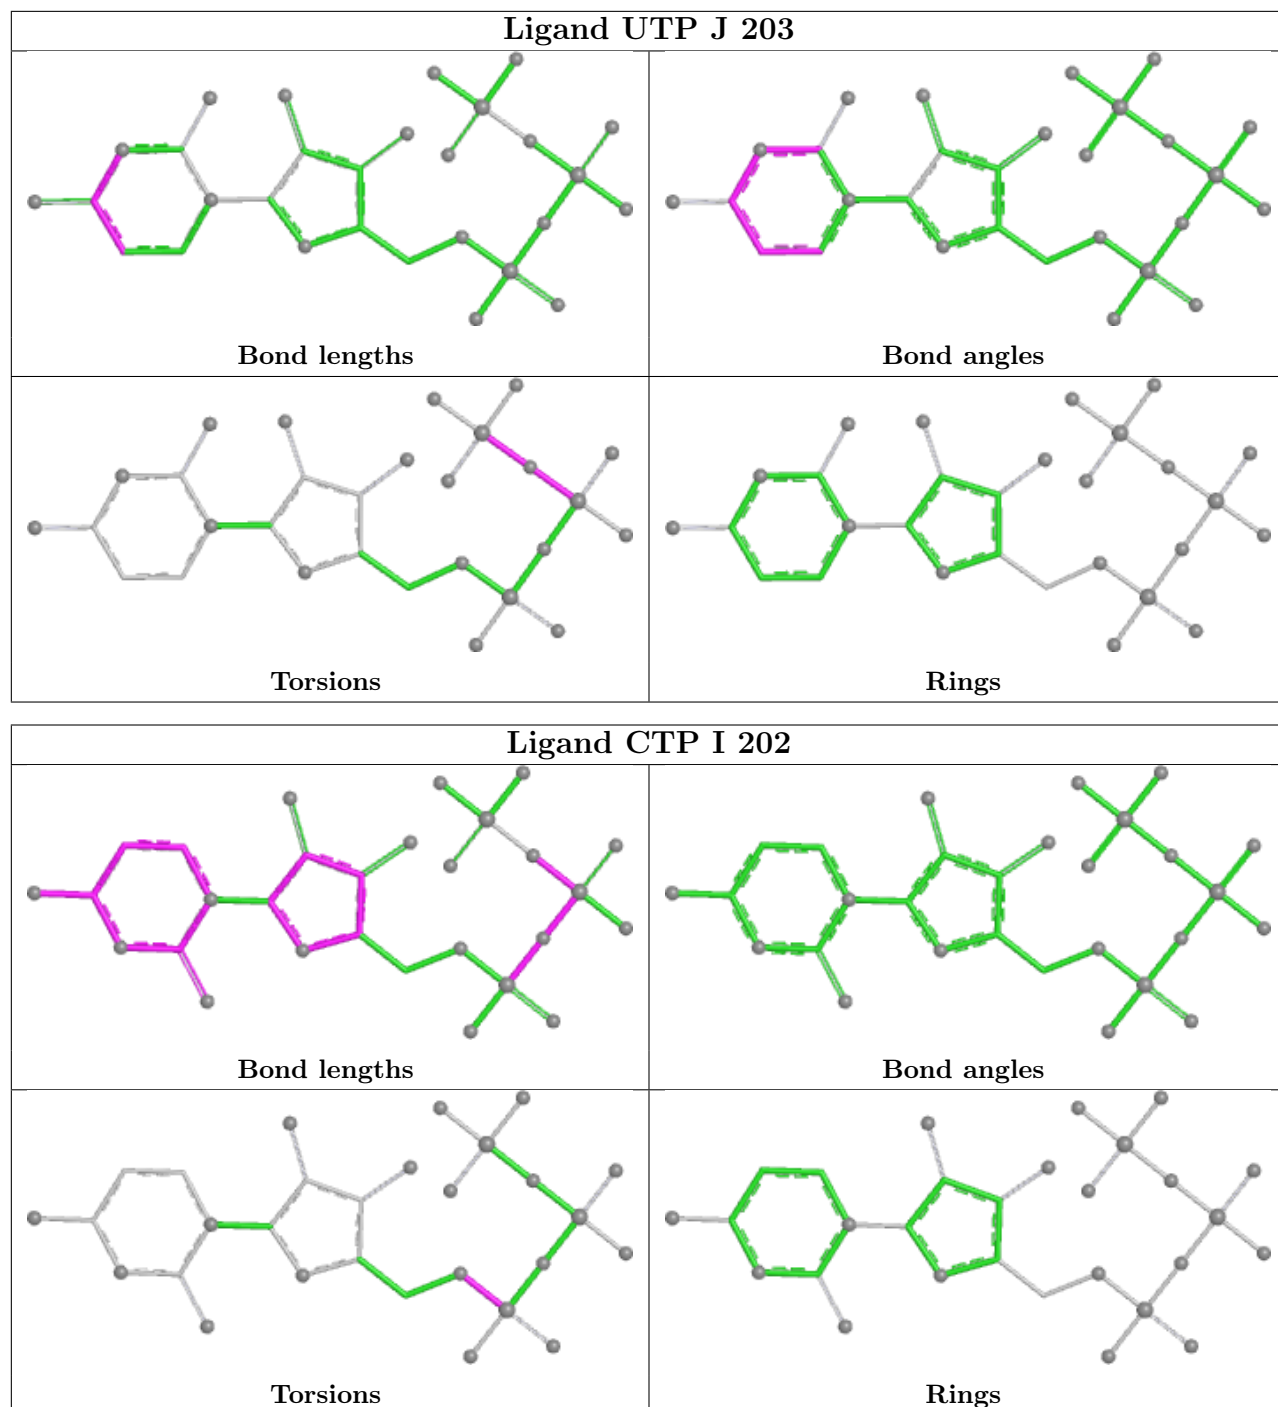 Ligand UTP J 203
Bond lengths
Bond angles
Torsions
Rings
Ligand CTP I 202
Bond lengths
Bond angles
Torsions
Rings